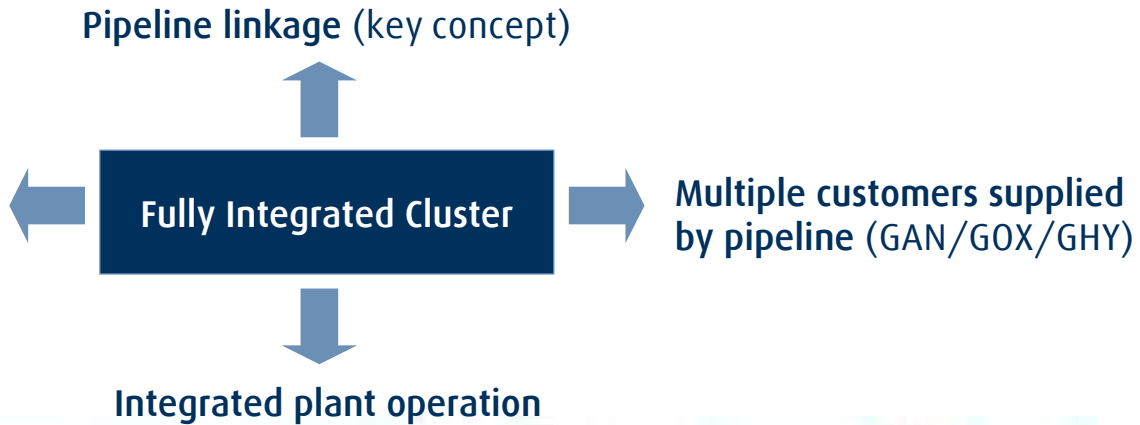 Pipeline linkage (key concept)
Fully Integrated Cluster
Multiple customers supplied
by pipeline (GAN/GOX/GHY)
Integrated plant operation